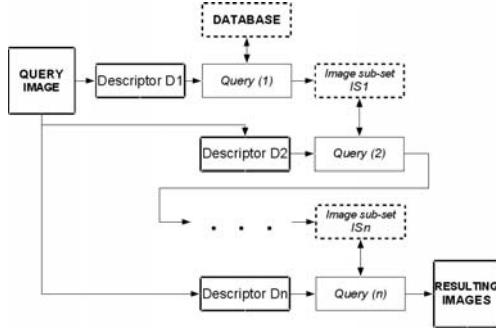 DATABASE
QUERY
IMAGE
Descriptor D1
Query (1)
Image sub-set
IS1
Descriptor D2
Query (2)
. . .
Image sub-set
ISn
Descriptor Dn
Query (n)
RESULTING
IMAGES